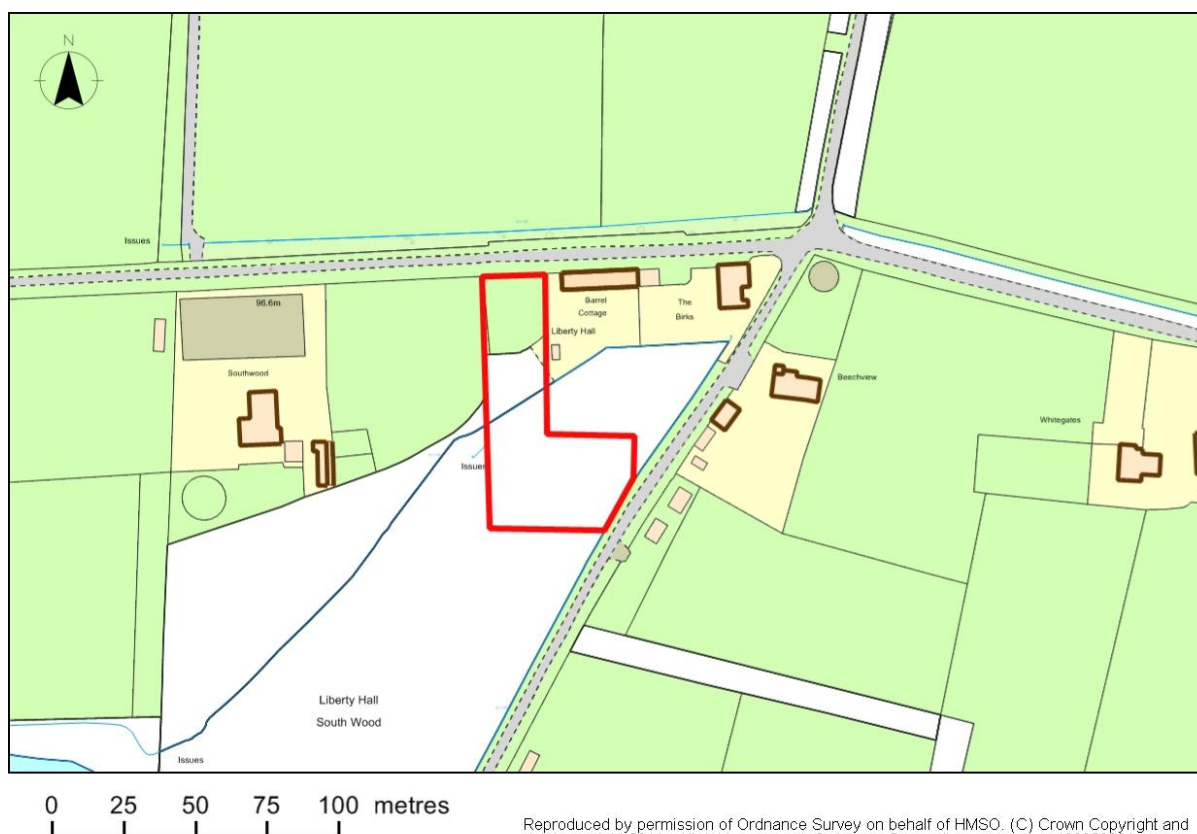 N
Issues
96.6m
Barrel
Cottage
The
Birks
Liberty Hall
Southwood
Beechview
Whitegates
Issues
Liberty Hall
South Wood
Issues
0 25 50 75 100 metres
Reproduced by permission of Ordnance Survey on behalf of HMSO. (C) Crown Copyright and